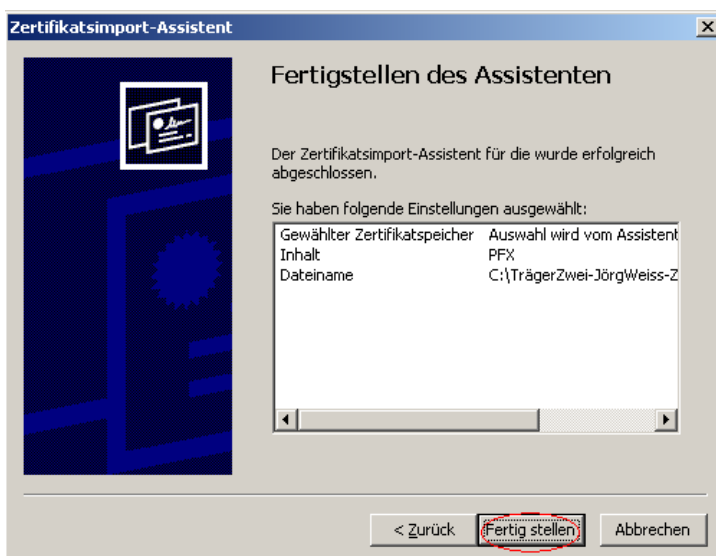 Zertifikatsimport-Assistent
Fertigstellen des Assistenten
Der Zertifikatsimport-Assistent für die wurde erfolgreich
abgeschlossen.
Sie haben folgende Einstellungen ausgewählt:
Gewählter Zertifikatspeicher Auswahl wird vom Assistent
Inhalt PFX
Dateiname C:\TrägerZwei-JörgWeiss-Z
< Zurück Fertig stellen Abbrechen